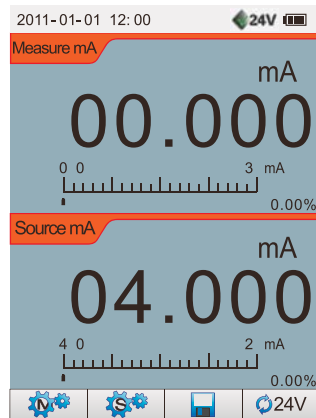 2011-01-01 12:00 24V
Measure mA
mA
00.000
0 0 3 mA
0.00%
Source mA
mA
04.000
4 0 2 mA
0.00%
M S 24V